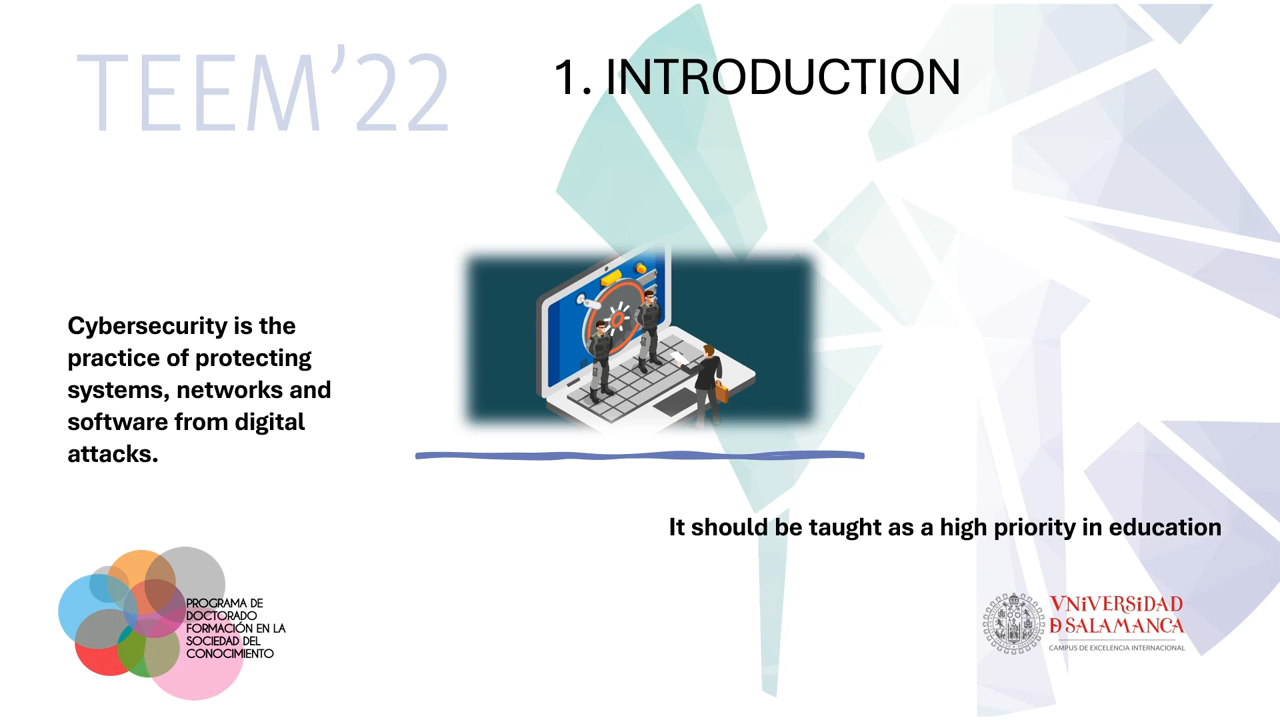 TEEM’22
1. INTRODUCTION
Cybersecurity is the
practice of protecting
systems, networks and
software from digital
attacks.
It should be taught as a high priority in education
PROGRAMA DE
DOCTORADO
FORMACIÓN EN LA
SOCIEDAD DEL
CONOCIMIENTO
VNiVERSiDAD
D SALAMANCA
CAMPUS DE EXCELENCIA INTERNACIONAL